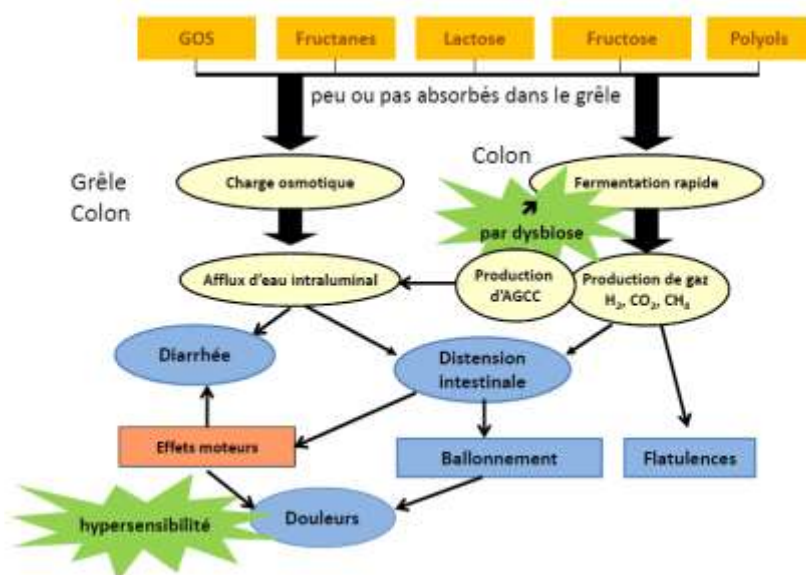 GOS
Fructanes
Lactose
Fructose
Polyols
peu ou pas absorbés dans le grêle
Colon
Grêle
Colon
Charge osmotique
Fermentation rapide
par dysbiose
Afflux d'eau intraluminal
Production
d'AGCC
Production de gaz
H₂, CO₂, CH₄
Diarrhée
Distension
intestinale
Effets moteurs
Ballonnement
Flatulences
hypersensibilité
Douleurs